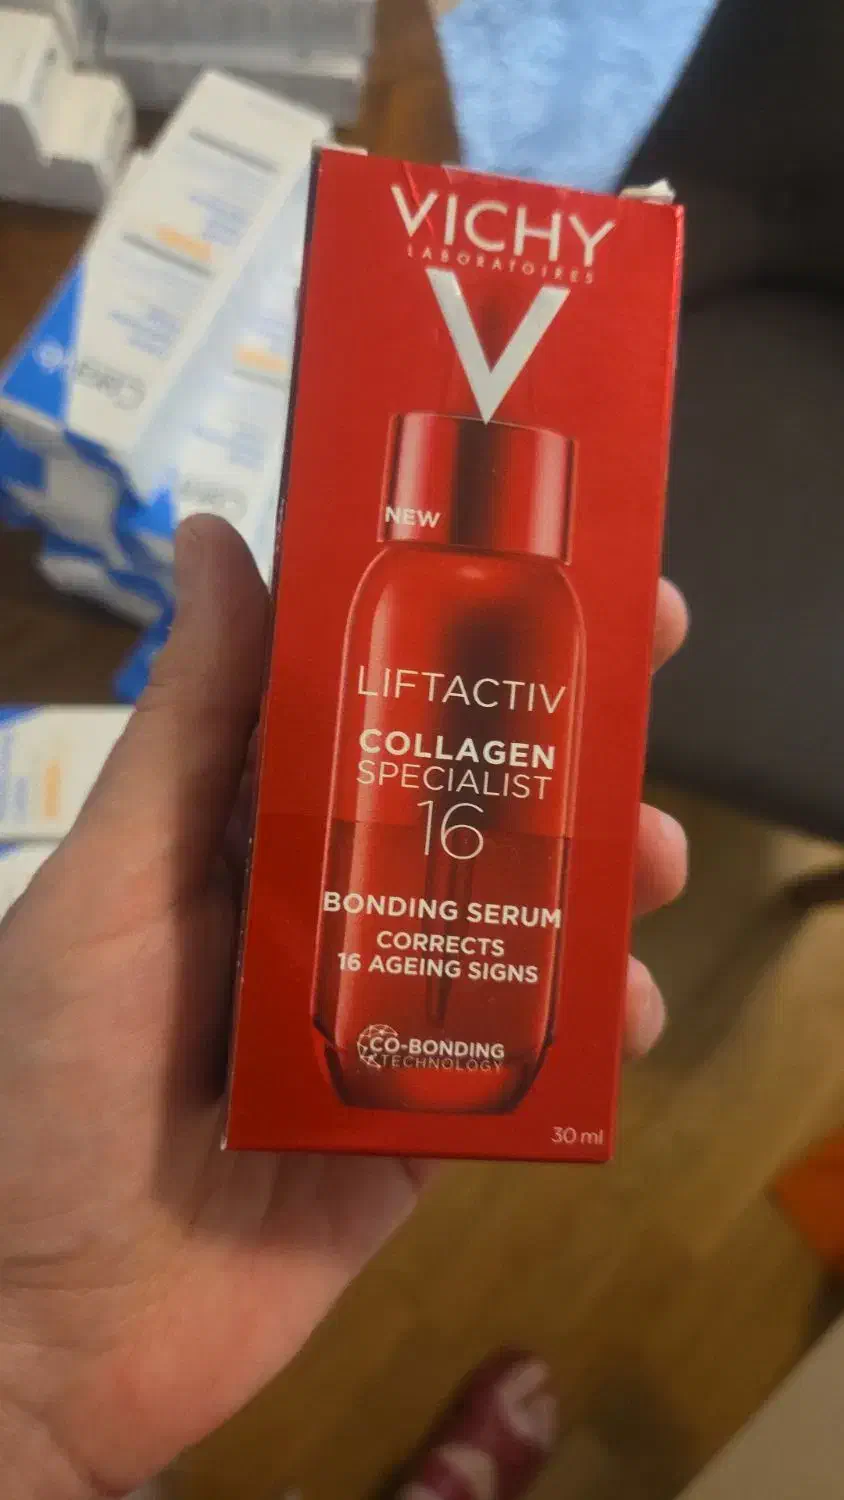 VICHY
LABORATOIRES
NEW
LIFTACTIV
COLLAGEN
SPECIALIST
16
BONDING SERUM
CORRECTS
16 AGEING SIGNS
CO-BONDING
TECHNOLOGY
30 ml